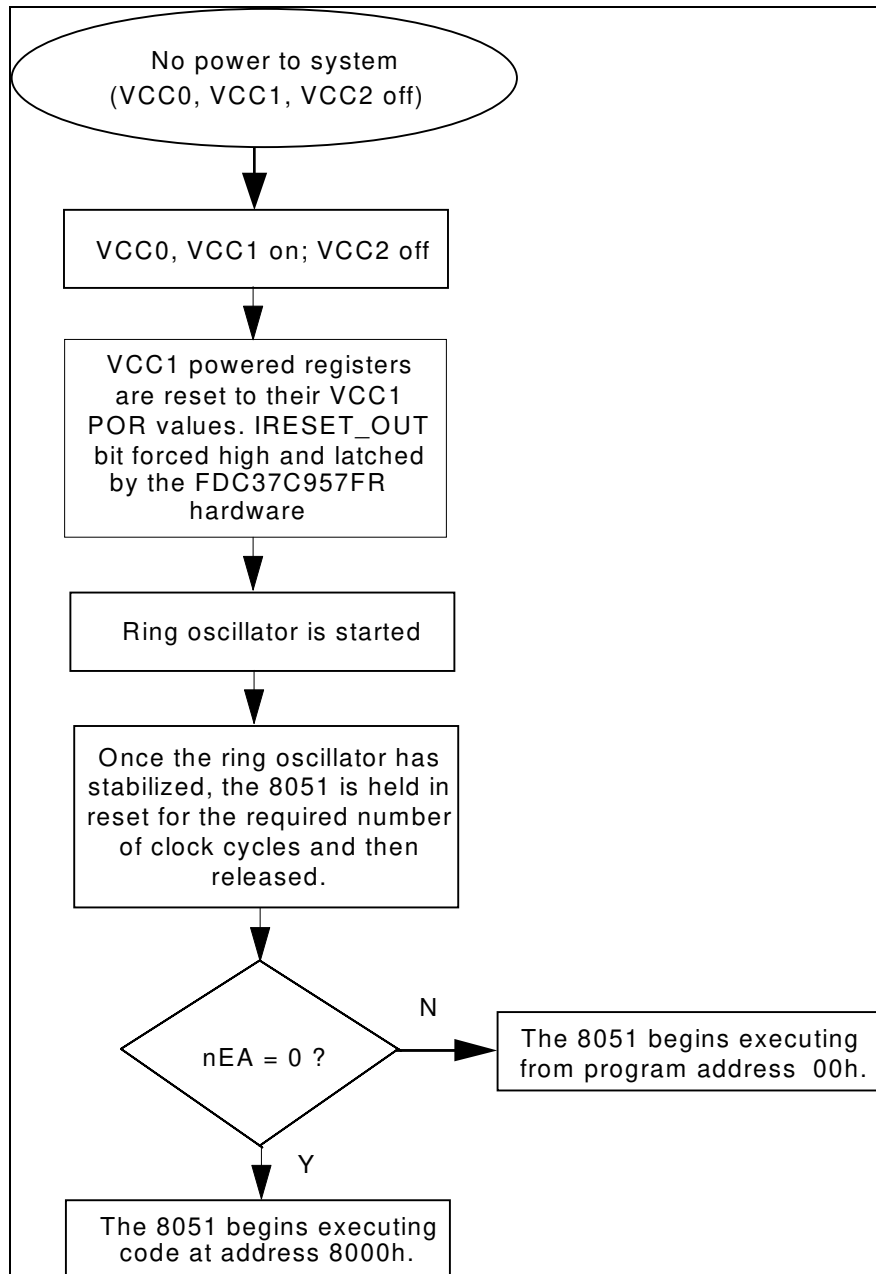 No power to system
(VCC0, VCC1, VCC2 off)
VCC0, VCC1 on; VCC2 off
VCC1 powered registers
are reset to their VCC1
POR values. IRESET_OUT
bit forced high and latched
by the FDC37C957FR
hardware
Ring oscillator is started
Once the ring oscillator has
stabilized, the 8051 is held in
reset for the required number
of clock cycles and then
released.
nEA = 0 ?
N
The 8051 begins executing
from program address 00h.
Y
The 8051 begins executing
code at address 8000h.